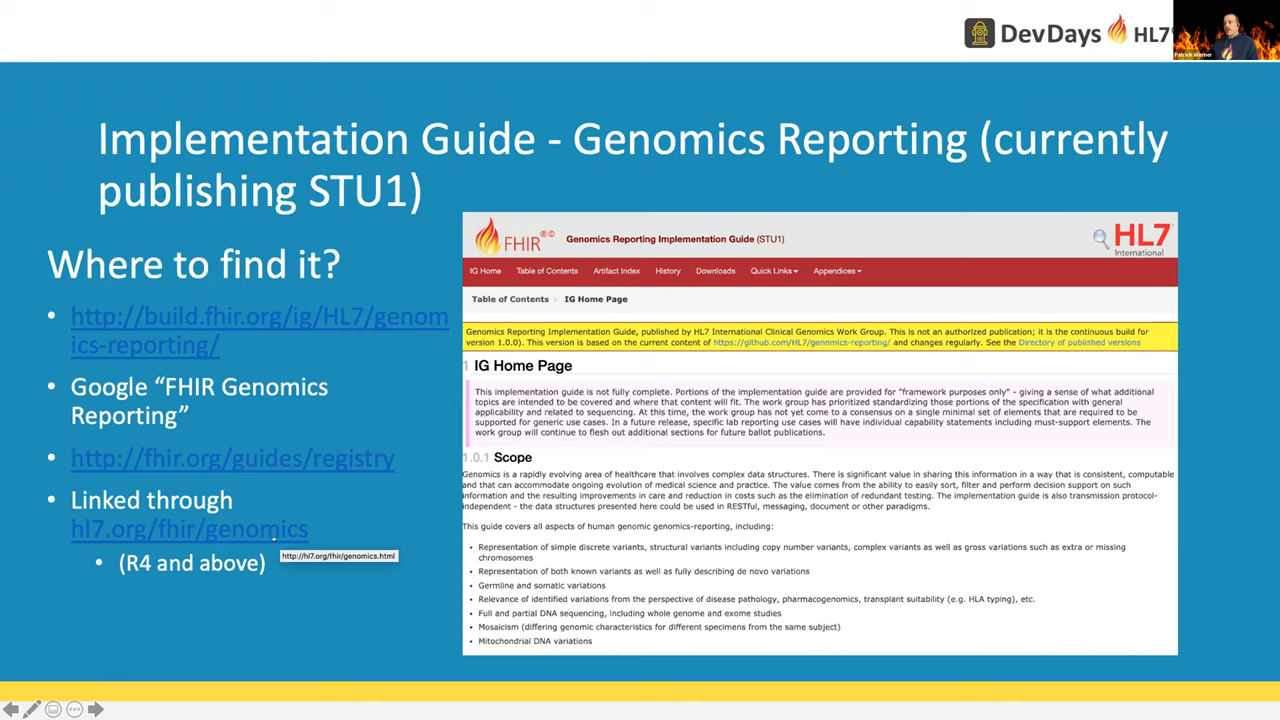 DevDays HL7
Patrick Werner
Implementation Guide - Genomics Reporting (currently
publishing STU1)
Where to find it?
• http://build.fhir.org/ig/HL7/genom
ics-reporting/
• Google “FHIR Genomics
Reporting”
• http://fhir.org/guides/registry
• Linked through
hl7.org/fhir/genomics
http://hl7.org/fhir/genomics.html
• (R4 and above)
FHIR ®© Genomics Reporting Implementation Guide (STU1)
HL7
International
IG Home Table of Contents Artifact Index History Downloads Quick Links Appendices
Table of Contents > IG Home Page
Genomics Reporting Implementation Guide, published by HL7 International Clinical Genomics Work Group. This is not an authorized publication; it is the continuous build for
version 1.0.0). This version is based on the current content of https://github.com/HL7/genomics-reporting/ and changes regularly. See the Directory of published versions
1 IG Home Page
This implementation guide is not fully complete. Portions of the implementation guide are provided for "framework purposes only" - giving a sense of what additional
topics are intended to be covered and where that content will fit. The work group has prioritized standardizing those portions of the specification with general
applicability and related to sequencing. At this time, the work group has not yet come to a consensus on a single minimal set of elements that are required to be
supported for generic use cases. In a future release, specific lab reporting use cases will have individual capability statements including must-support elements. The
work group will continue to flesh out additional sections for future ballot publications.
1.0.1 Scope
Genomics is a rapidly evolving area of healthcare that involves complex data structures. There is significant value in sharing this information in a way that is consistent, computable
and that can accommodate ongoing evolution of medical science and practice. The value comes from the ability to easily sort, filter and perform decision support on such
information and the resulting improvements in care and reduction in costs such as the elimination of redundant testing. The implementation guide is also transmission protocol-
independent - the data structures presented here could be used in RESTful, messaging, document or other paradigms.
This guide covers all aspects of human genomic genomics-reporting, including:
• Representation of simple discrete variants, structural variants including copy number variants, complex variants as well as gross variations such as extra or missing
chromosomes
• Representation of both known variants as well as fully describing de novo variations
• Germline and somatic variations
• Relevance of identified variations from the perspective of disease pathology, pharmacogenomics, transplant suitability (e.g. HLA typing), etc.
• Full and partial DNA sequencing, including whole genome and exome studies
• Mosaicism (differing genomic characteristics for different specimens from the same subject)
• Mitochondrial DNA variations